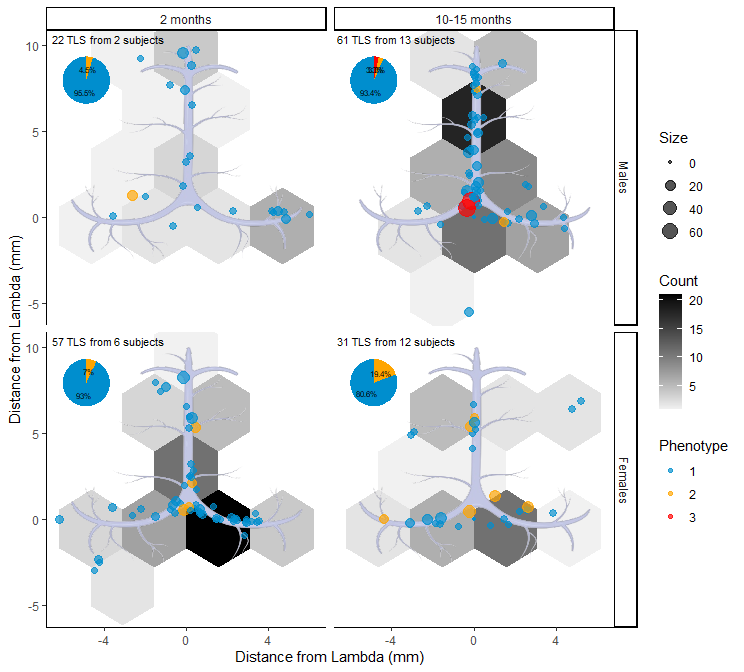 2 months
10-15 months
22 TLS from 2 subjects
4.5%
95.5%
61 TLS from 13 subjects
93.4%
57 TLS from 6 subjects
7%
93%
31 TLS from 12 subjects
19.4%
80.6%
10
5
0
-5
10
5
0
-5
-4
0
4
-4
0
4
Distance from Lambda (mm)
Distance from Lambda (mm)
Males
Females
Size
0
20
40
60
Count
20
15
10
5
Phenotype
1
2
3